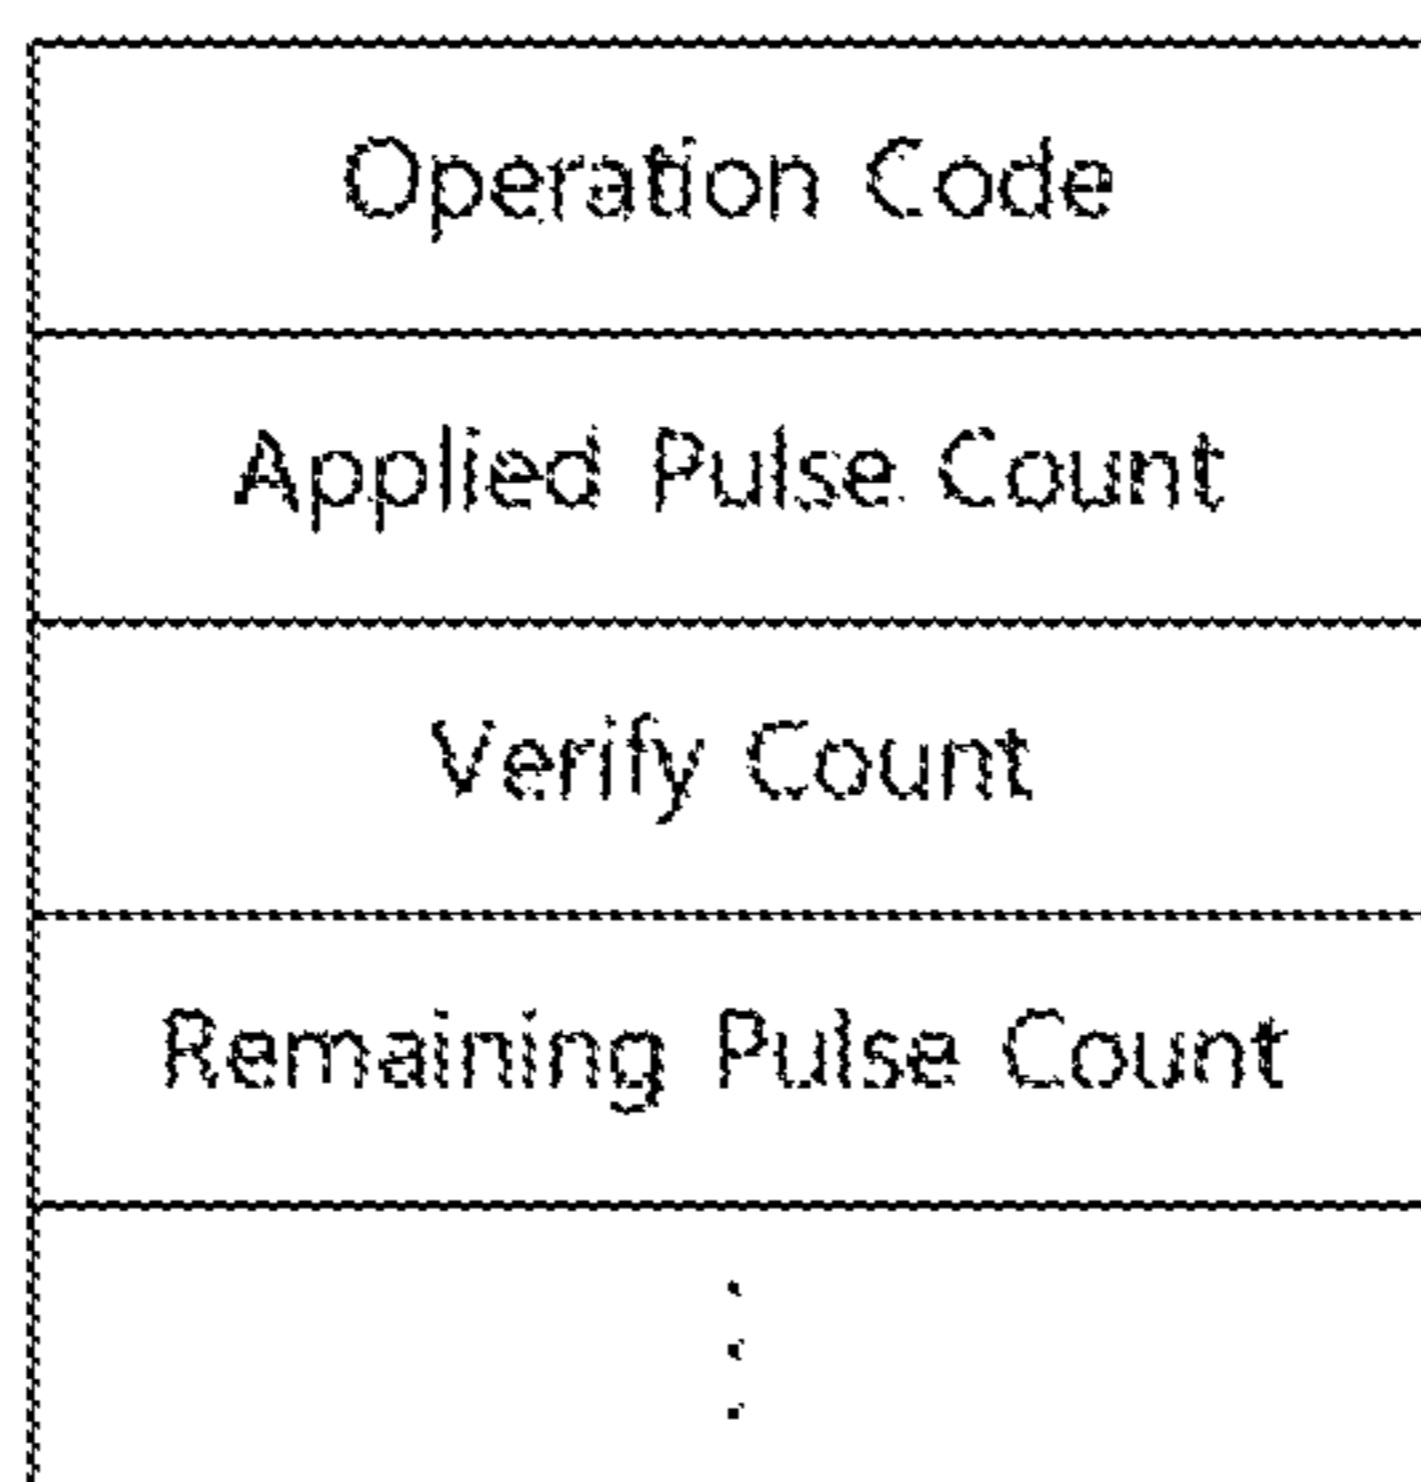 Operation Code
Applied Pulse Count
Verify Count
Remaining Pulse Count